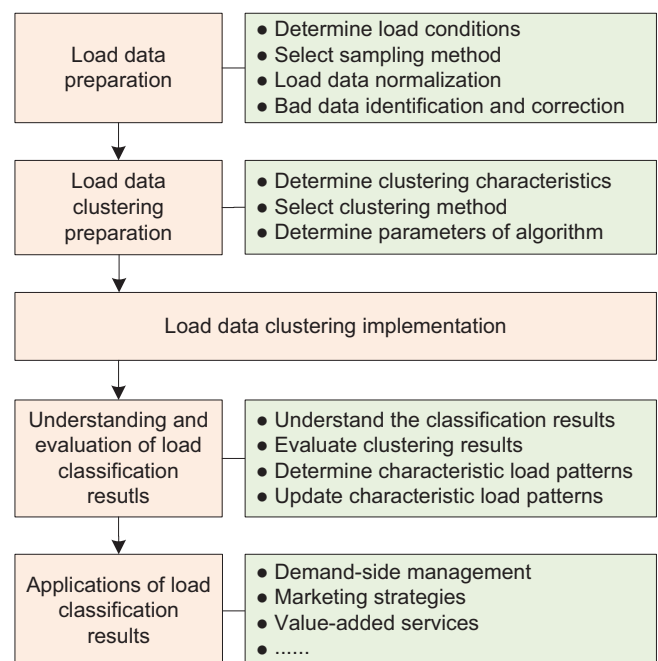 Load data
preparation
● Determine load conditions
● Select sampling method
● Load data normalization
● Bad data identification and correction
Load data
clustering
preparation
● Determine clustering characteristics
● Select clustering method
● Determine parameters of algorithm
Load data clustering implementation
Understanding and
evaluation of load
classification
resutls
● Understand the classification results
● Evaluate clustering results
● Determine characteristic load patterns
● Update characteristic load patterns
Applications of load
classification
results
● Demand-side management
● Marketing strategies
● Value-added services
● ......